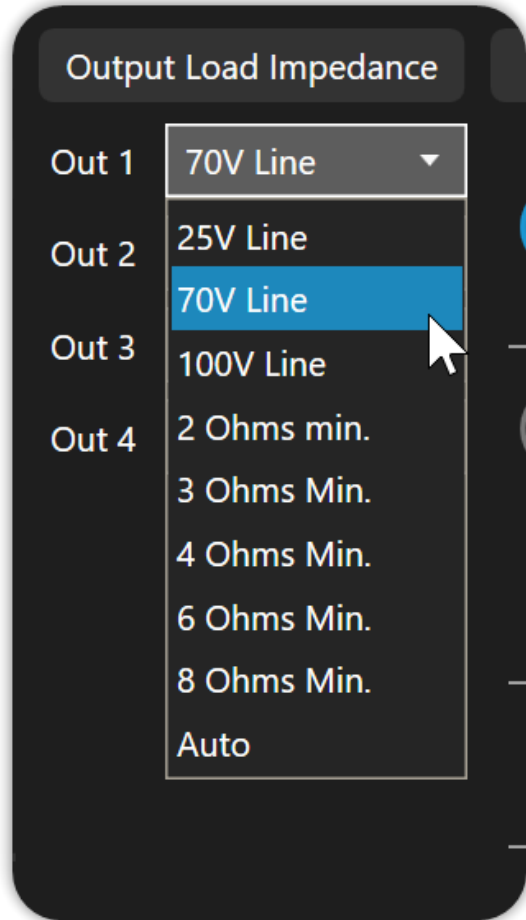 Output Load Impedance
Out 1
70V Line
Out 2
Out 3
Out 4
25V Line
70V Line
100V Line
2 Ohms min.
3 Ohms Min.
4 Ohms Min.
6 Ohms Min.
8 Ohms Min.
Auto